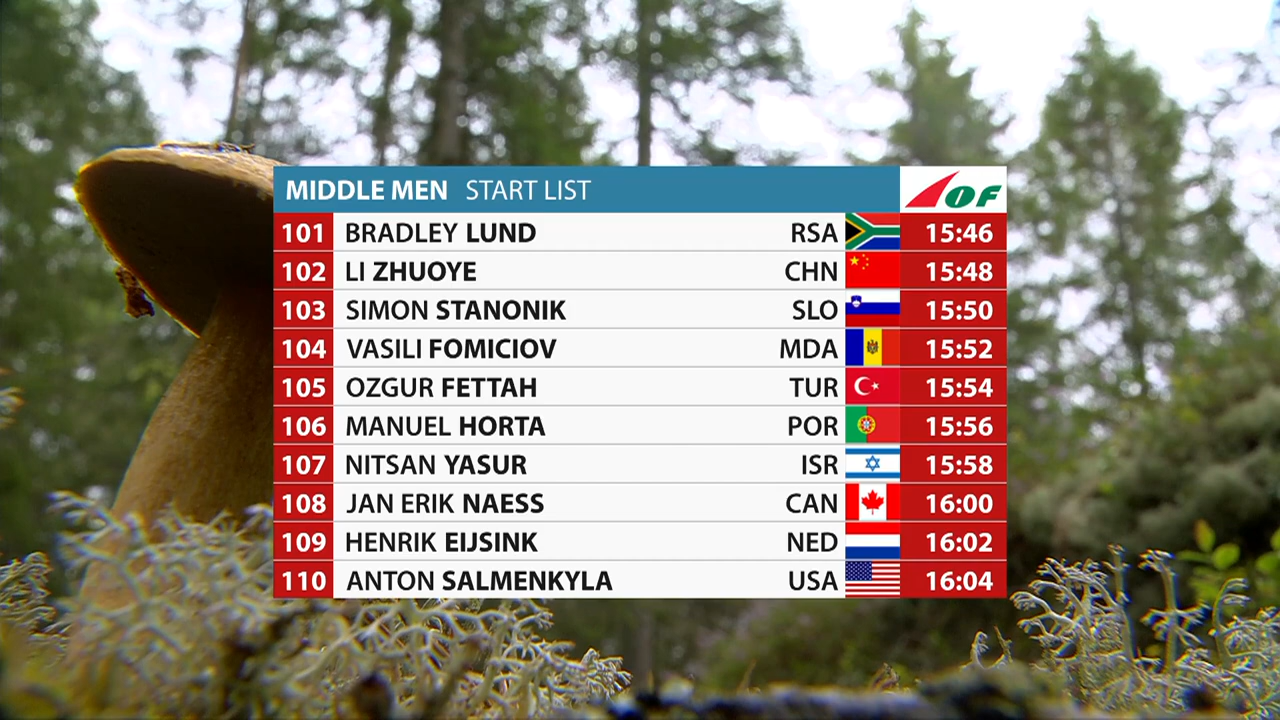 MIDDLE MEN START LIST IOF
101 BRADLEY LUND RSA 15:46
102 LI ZHUOYE CHN 15:48
103 SIMON STANONIK SLO 15:50
104 VASILI FOMICIOV MDA 15:52
105 OZGUR FETTAH TUR 15:54
106 MANUEL HORTA POR 15:56
107 NITSAN YASUR ISR 15:58
108 JAN ERIK NAESS CAN 16:00
109 HENRIK EIJSINK NED 16:02
110 ANTON SALMENKYLA USA 16:04